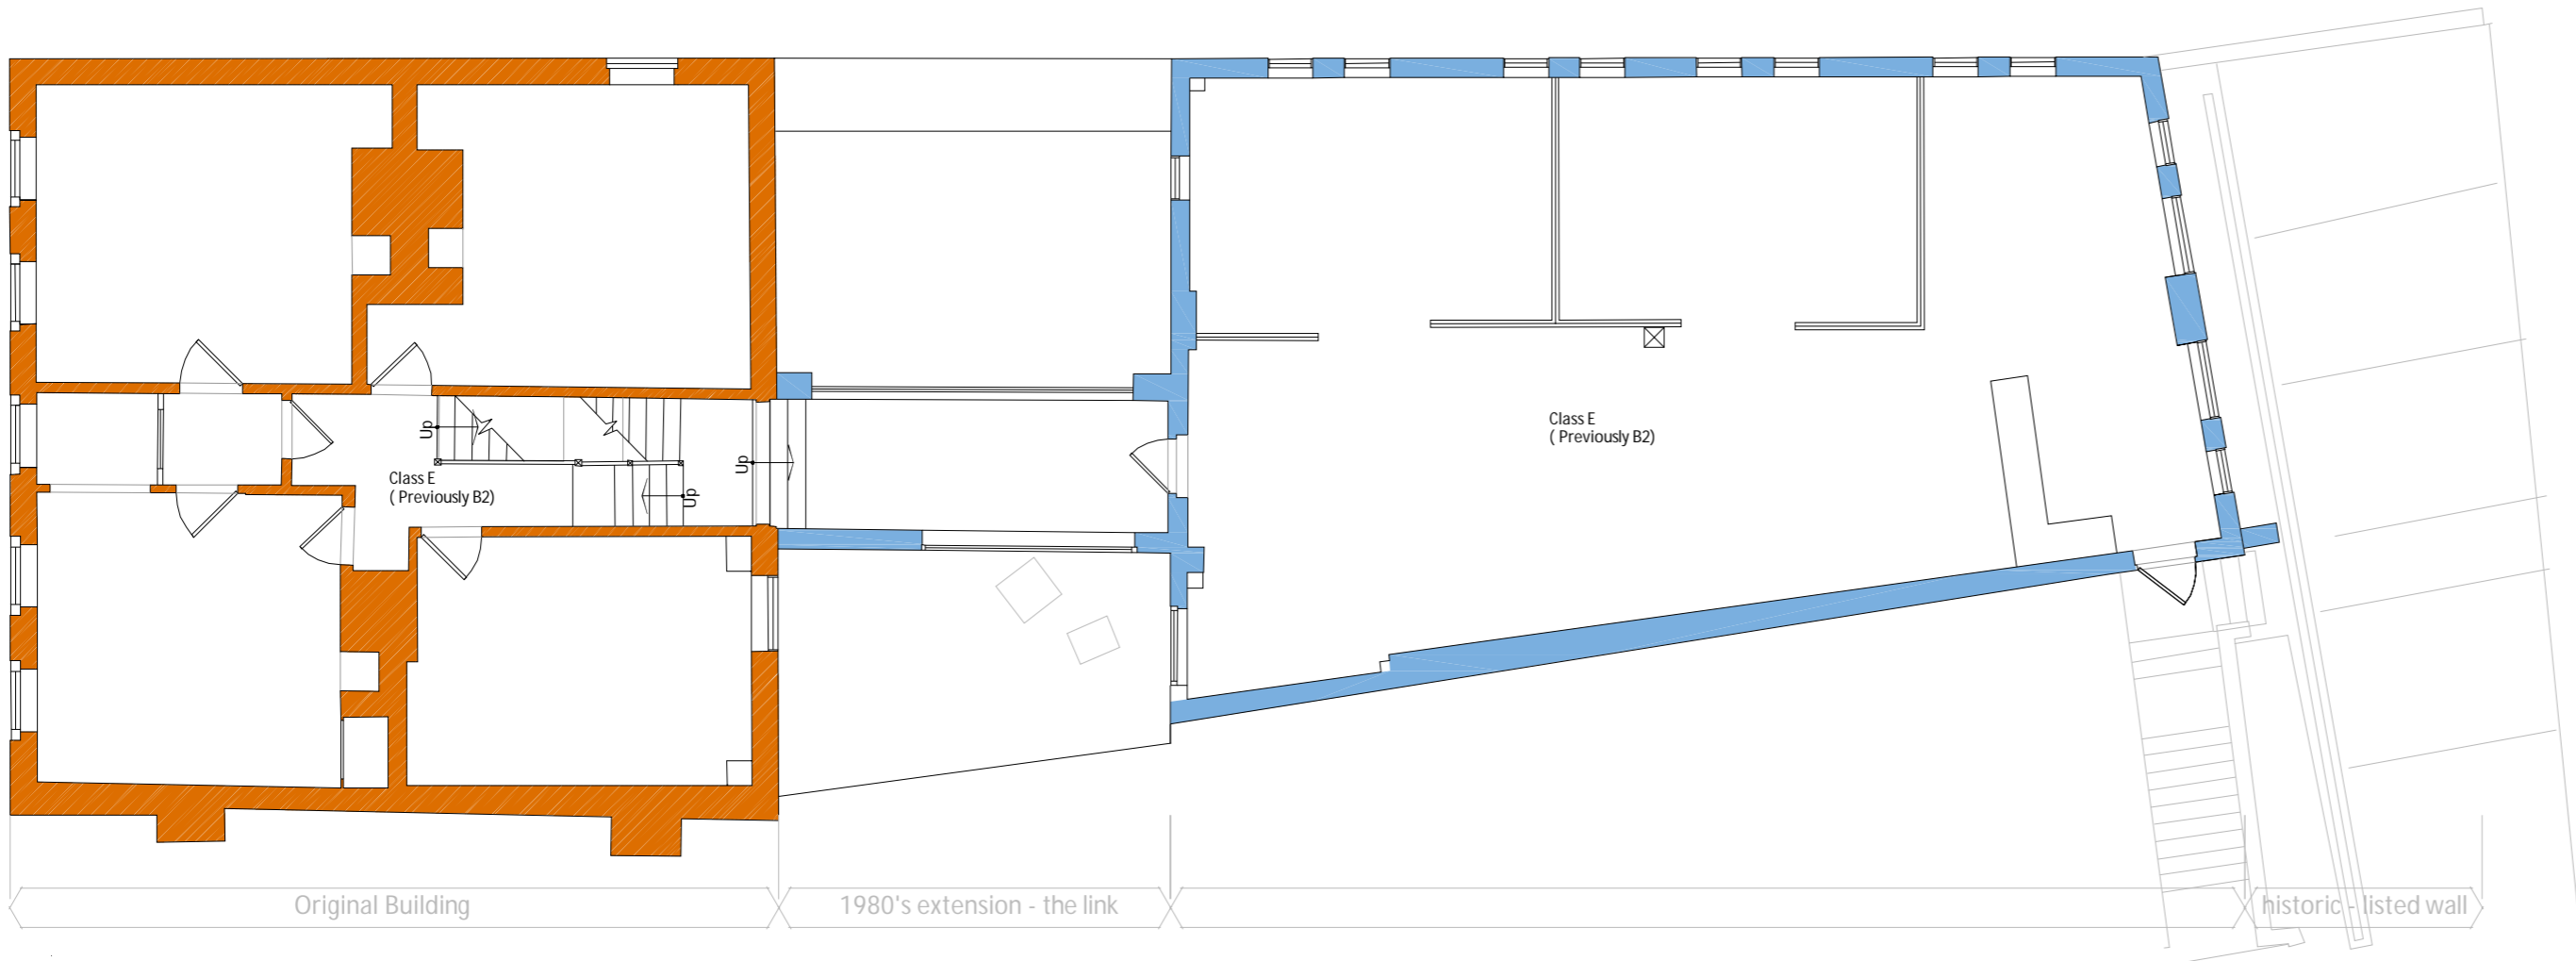 Class E
( Previously B2)
Up
Up
Up
Class E
( Previously B2)
Original Building
1980's extension - the link
historic - listed wall